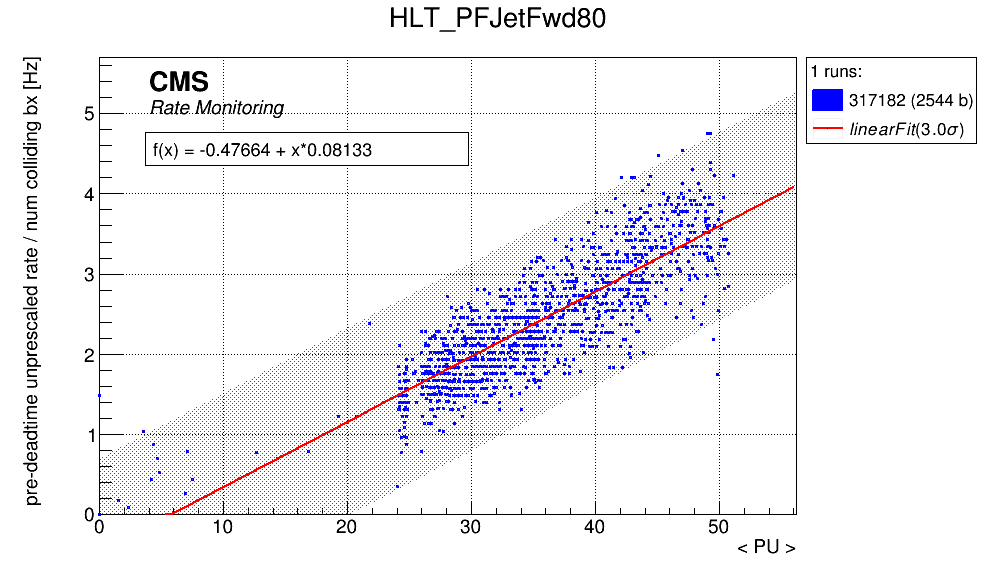 HLT_PFJetFwd80
pre-deadtime unprescaled rate / num colliding bx [Hz]
CMS
Rate Monitoring
f(x) = -0.47664 + x*0.08133
1 runs:
317182 (2544 b)
linearFit(3.0σ)
5
4
3
2
1
0
0 10 20 30 40 50
< PU >